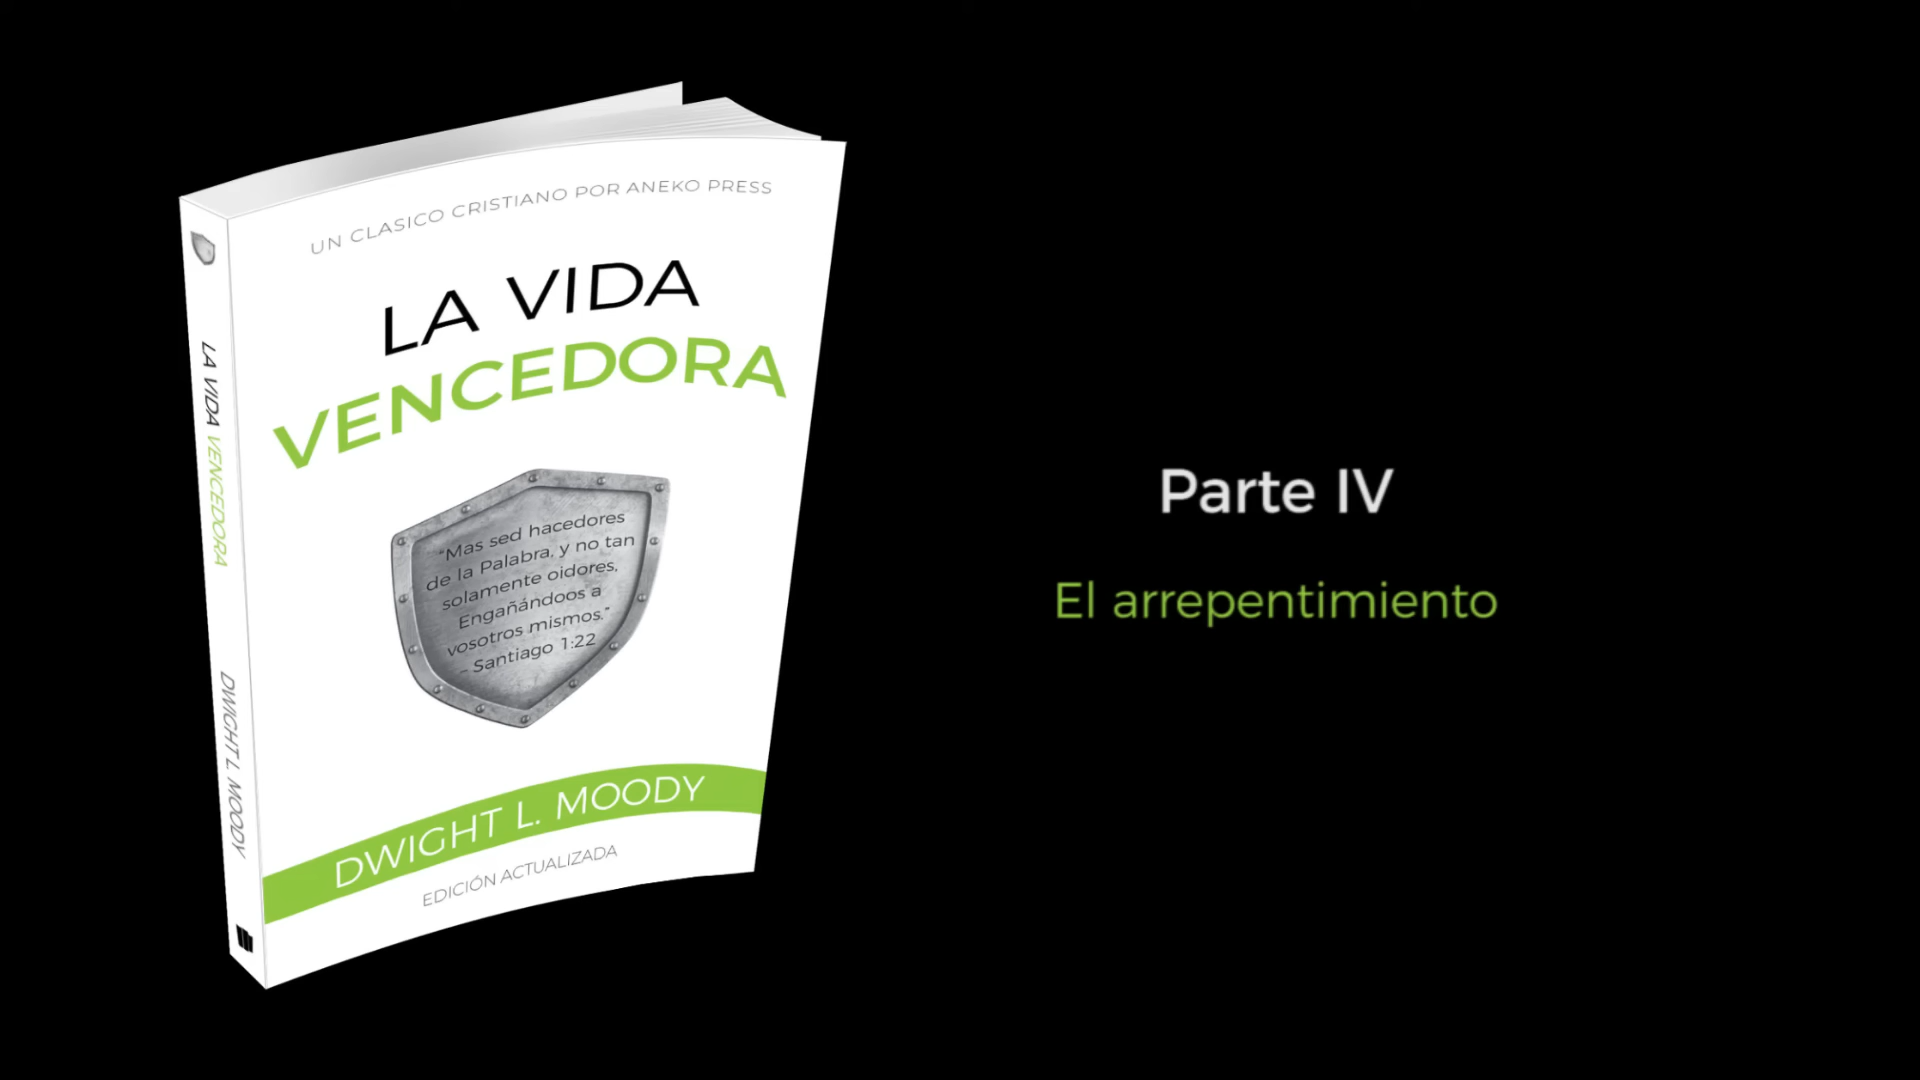 UN CLASICO CRISTIANO POR ANEKO PRESS
LA VIDA
VENCEDORA
"Mas sed hacedores
de la Palabra, y no tan
solamente oidores,
Engañándoos a
vosotros mismos."
– Santiago 1:22
DWIGHT L. MOODY
EDICIÓN ACTUALIZADA
LA VIDA VENCEDORA
DWIGHT L. MOODY
Parte IV
El arrepentimiento